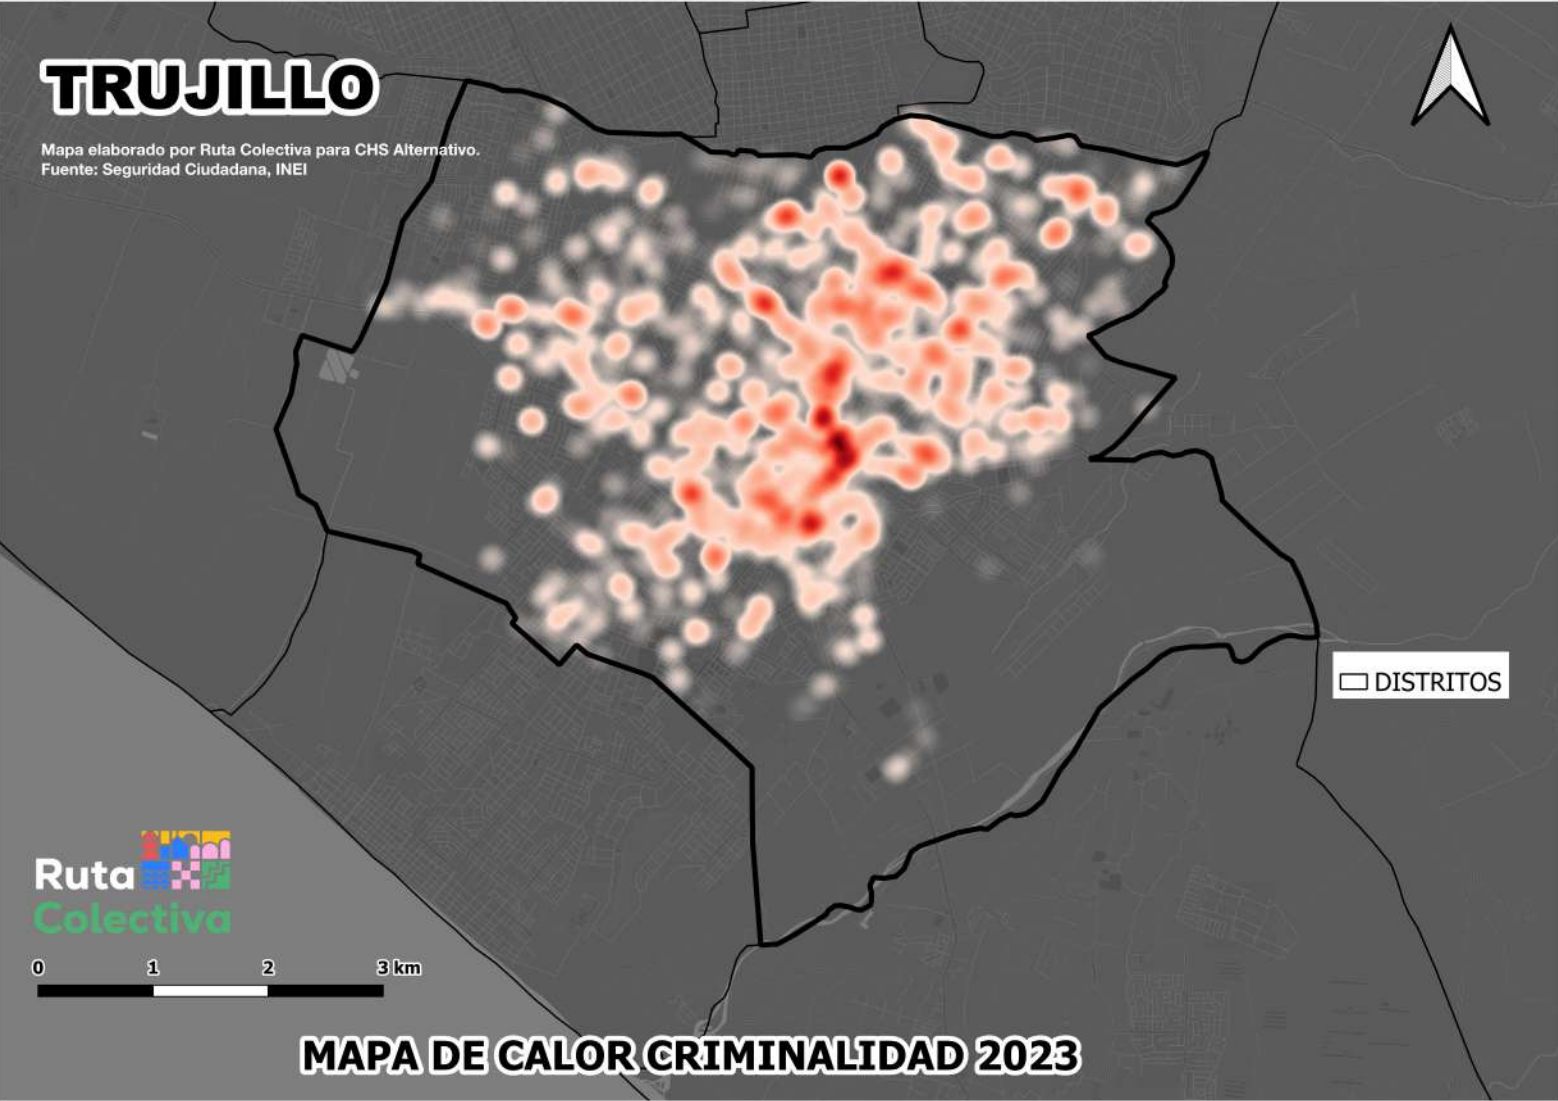 TRUJILLO
Mapa elaborado por Ruta Colectiva para CHS Alternativo.
Fuente: Seguridad Ciudadana, INEI
DISTRITOS
Ruta
Colectiva
0 1 2 3 km
MAPA DE CALOR CRIMINALIDAD 2023